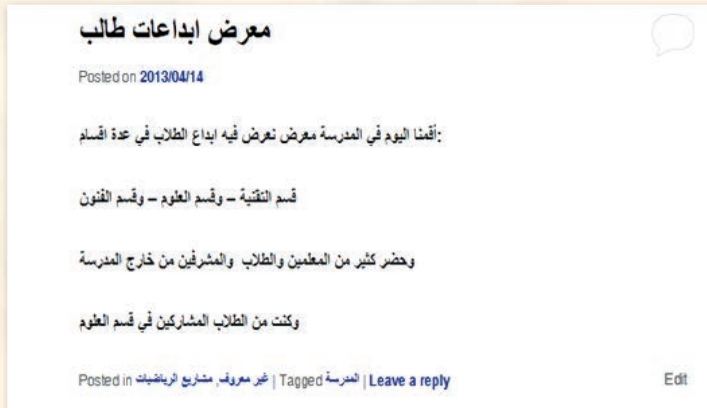 معرض ابداعات طالب
Posted on 2013/04/14
أقمنا اليوم في المدرسة معرض نعرض فيه ابداع الطلاب في عدة اقسام:
قسم التقنية – وقسم العلوم – وقسم الفنون
وحضر كثير من المعلمين والطلاب والمشرفين من خارج المدرسة
وكنت من الطلاب المشاركين في قسم العلوم
Posted in غير معروف, مشاريع الرياضيات | Tagged المدرسة | Leave a reply Edit